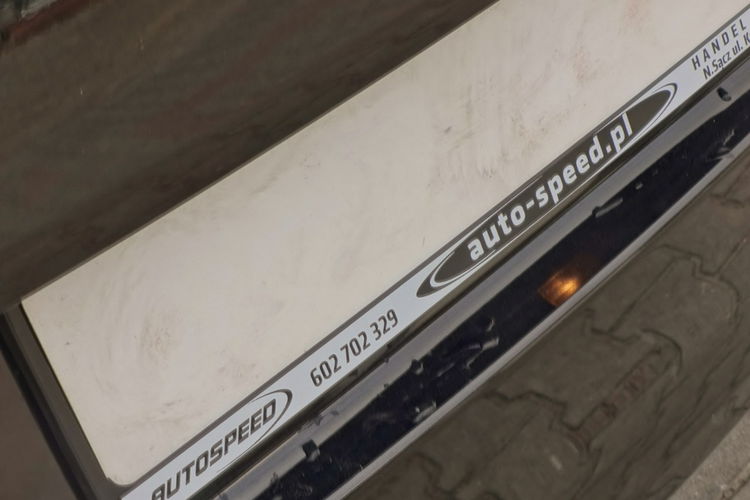 AUTOSPEED
602 702 329
auto-speed.pl
HANDEL
N.Sącz ul.